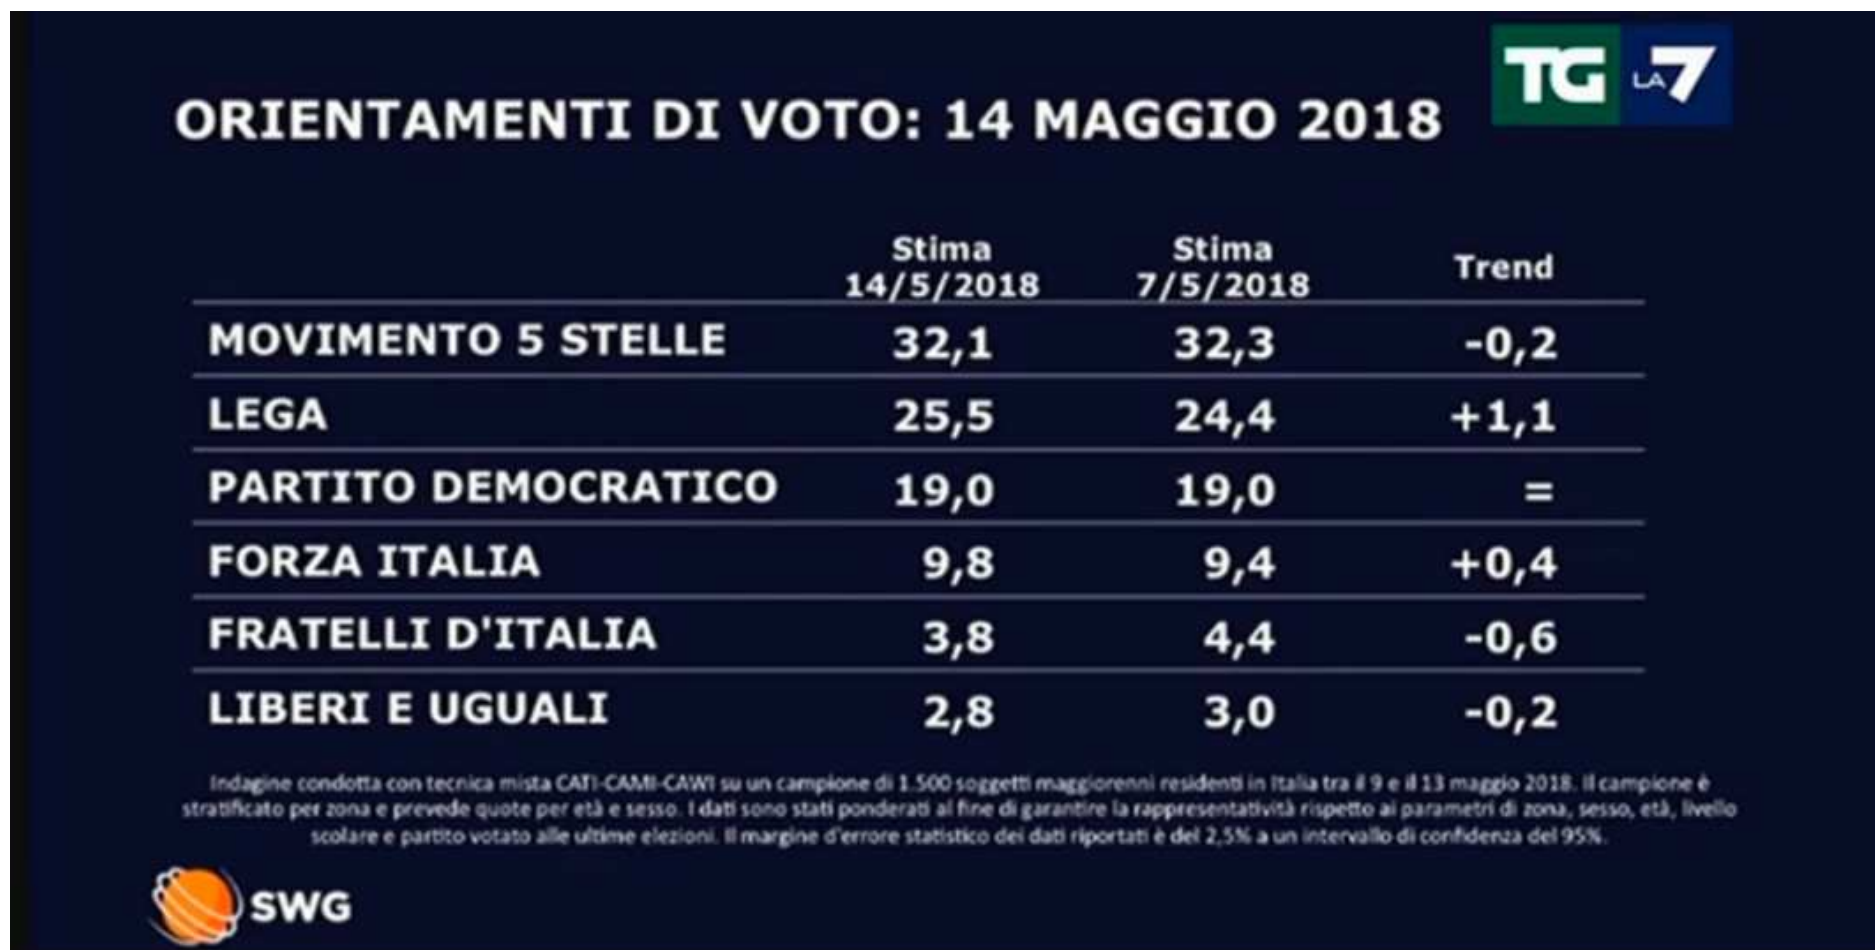 TG LA7
ORIENTAMENTI DI VOTO: 14 MAGGIO 2018
Stima 14/5/2018 Stima 7/5/2018 Trend
MOVIMENTO 5 STELLE 32,1 32,3 -0,2
LEGA 25,5 24,4 +1,1
PARTITO DEMOCRATICO 19,0 19,0 =
FORZA ITALIA 9,8 9,4 +0,4
FRATELLI D'ITALIA 3,8 4,4 -0,6
LIBERI E UGUALI 2,8 3,0 -0,2
Indagine condotta con tecnica mista CATI-CAMI-CAWI su un campione di 1.500 soggetti maggiorenni residenti in Italia tra il 9 e il 13 maggio 2018. Il campione è
stratificato per zona e prevede quote per età e sesso. I dati sono stati ponderati al fine di garantire la rappresentatività rispetto ai parametri di zona, sesso, età, livello
scolare e partito votato alle ultime elezioni. Il margine d'errore statistico dei dati riportati è del 2,5% a un intervallo di confidenza del 95%.
SWG